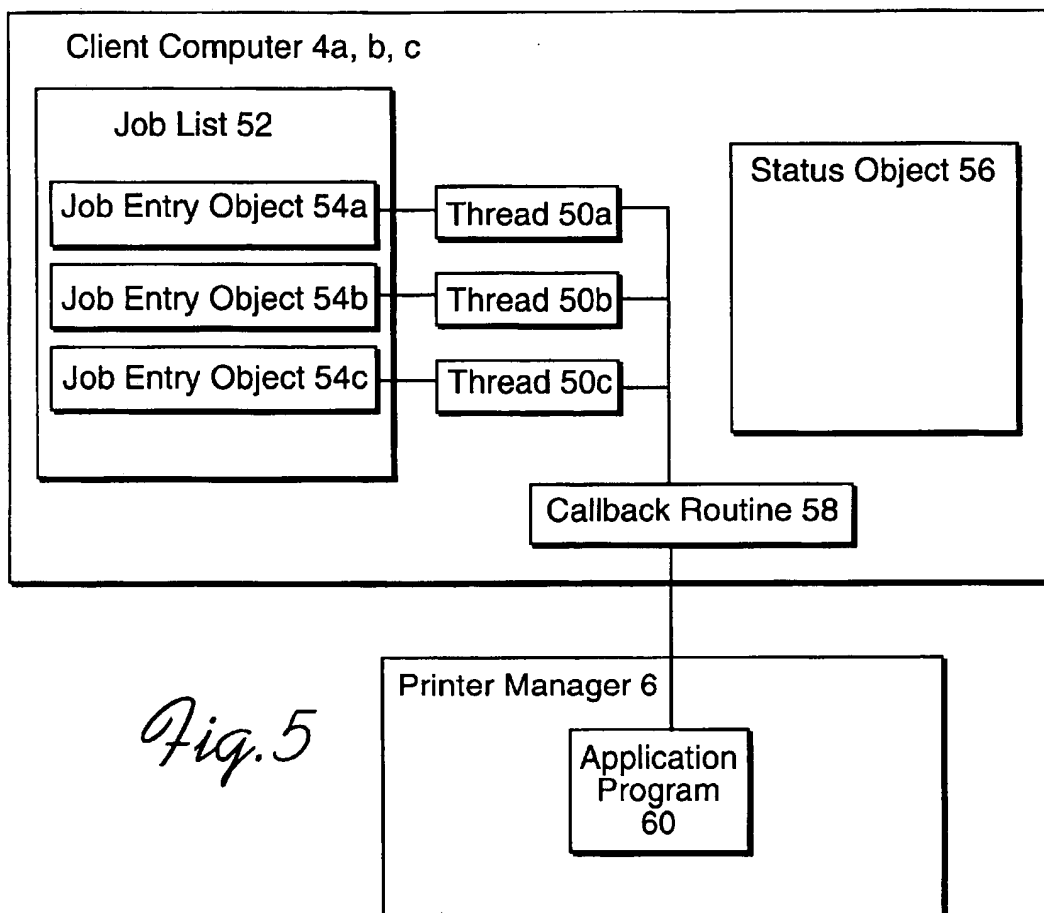 Client Computer 4a, b, c
Job List 52
Status Object 56
Job Entry Object 54a
Thread 50a
Job Entry Object 54b
Thread 50b
Job Entry Object 54c
Thread 50c
Callback Routine 58
Printer Manager 6
Application
Program
60
Fig. 5